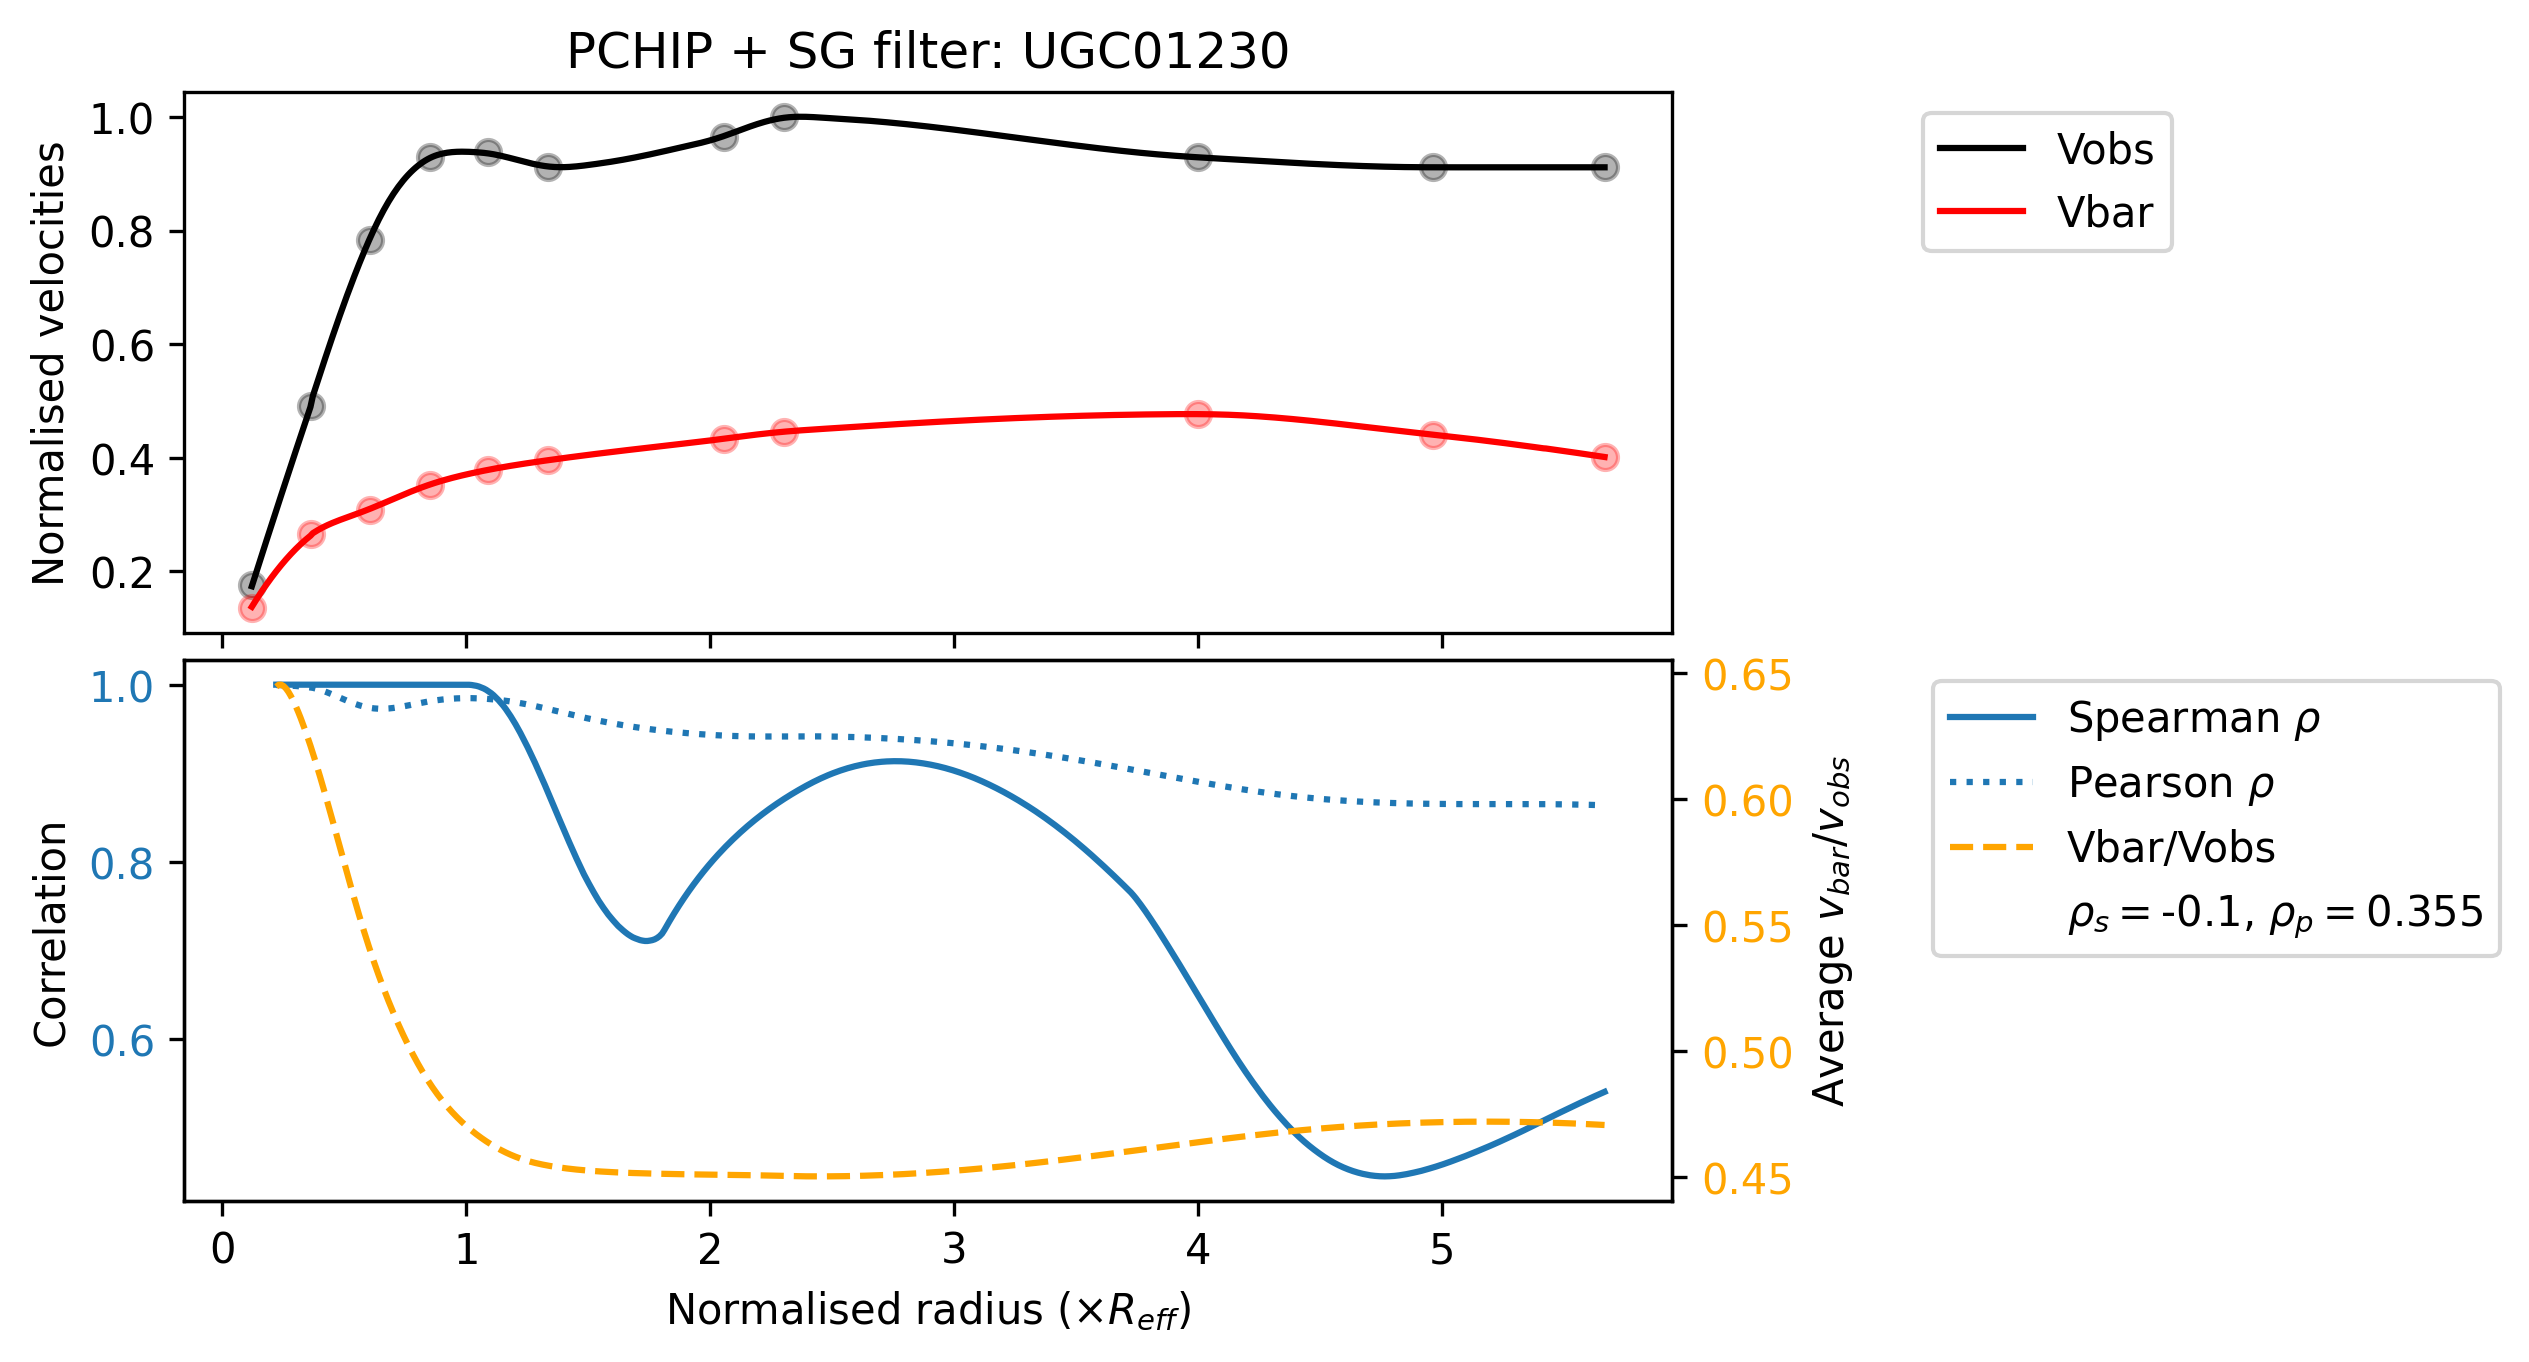 PCHIP + SG filter: UGC01230
Normalised velocities
1.0
0.8
0.6
0.4
0.2
Vobs
Vbar
Correlation
1.0
0.8
0.6
0.65
0.60
0.55
0.50
0.45
Average v_bar/v_obs
Spearman ρ
Pearson ρ
Vbar/Vobs
ρ_s = -0.1, ρ_p = 0.355
0 1 2 3 4 5
Normalised radius (×R_eff)